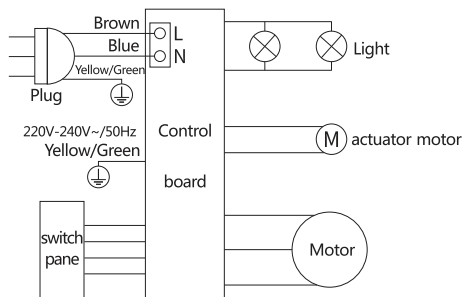 Brown
L
Blue
N
Yellow/Green
Plug
Light
220V-240V~/50Hz
Yellow/Green
Control
board
M
actuator motor
switch
pane
Motor